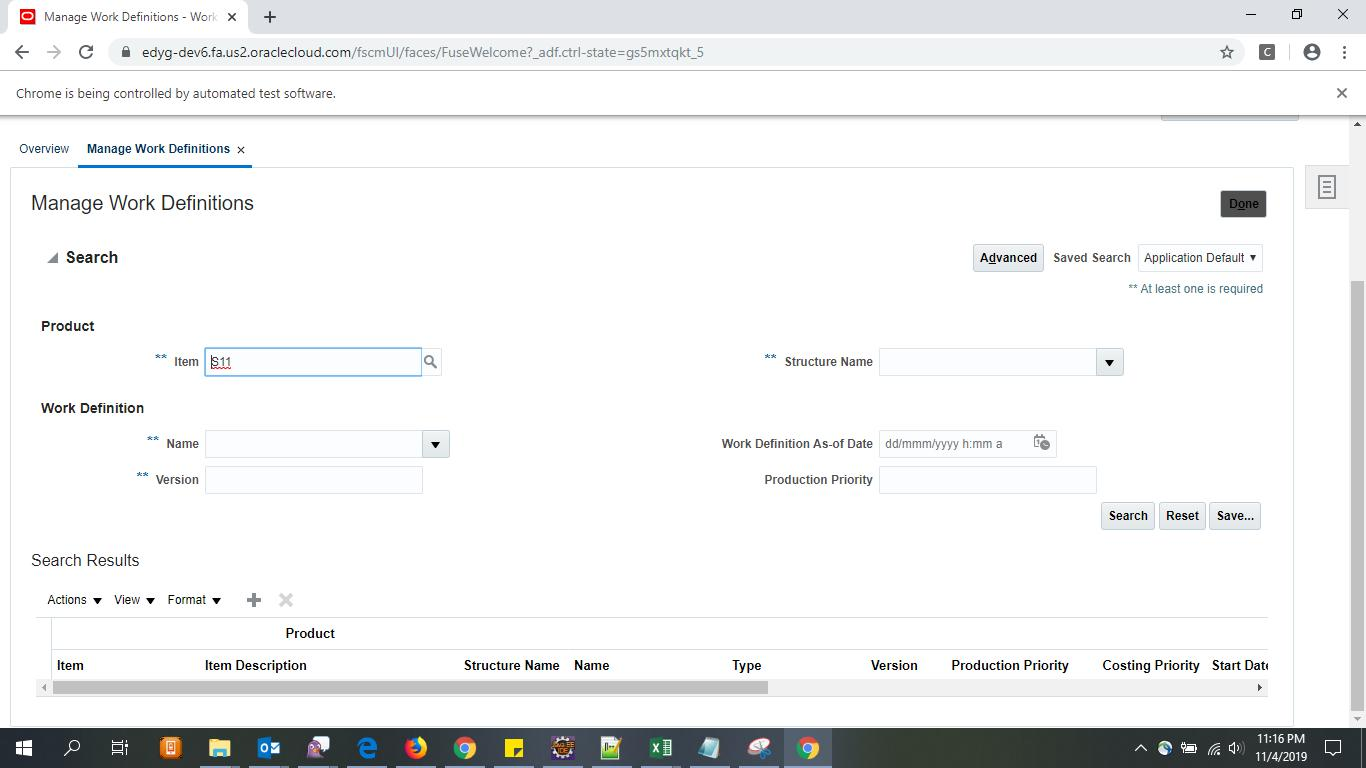 Manage Work Definitions - Work
edyg-dev6.fa.us2.oraclecloud.com/fscmUI/faces/FuseWelcome?_adf.ctrl-state=gs5mxtqkt_5
C
Chrome is being controlled by automated test software.
Overview Manage Work Definitions
Manage Work Definitions Done
Search Advanced Saved Search Application Default
** At least one is required
Product
** Item S11 ** Structure Name
Work Definition
** Name Work Definition As-of Date dd/mmm/yyyy h:mm a
** Version Production Priority
Search Reset Save...
Search Results
Actions View Format
Product
Item Item Description Structure Name Name Type Version Production Priority Costing Priority Start Date
11:16 PM
11/4/2019